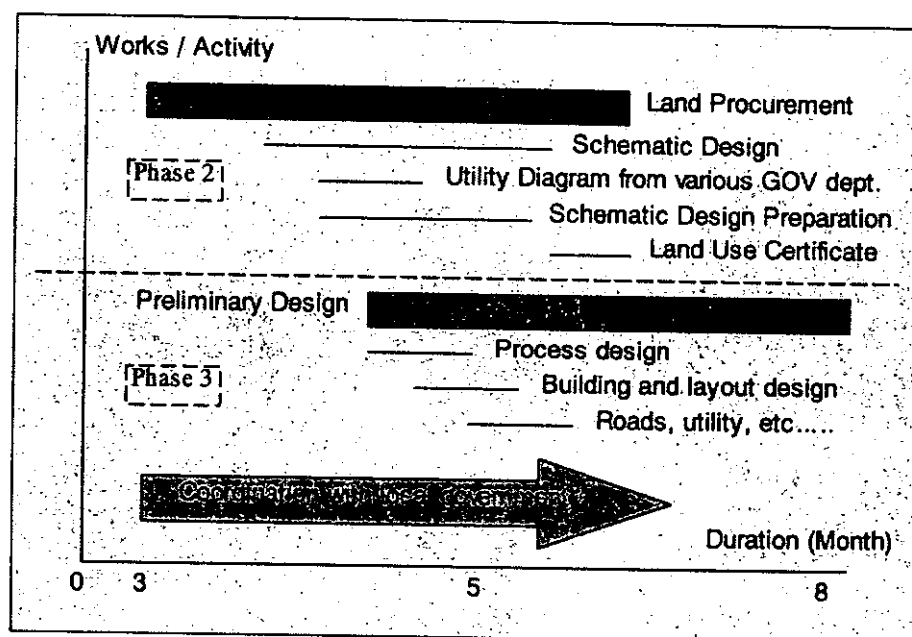 Works / Activity
Land Procurement
Schematic Design
Phase 2
Utility Diagram from various GOV dept.
Schematic Design Preparation
Land Use Certificate
Preliminary Design
Process design
Phase 3
Building and layout design
Roads, utility, etc.....
Coordination with local government
Duration (Month)
0 3 5 8